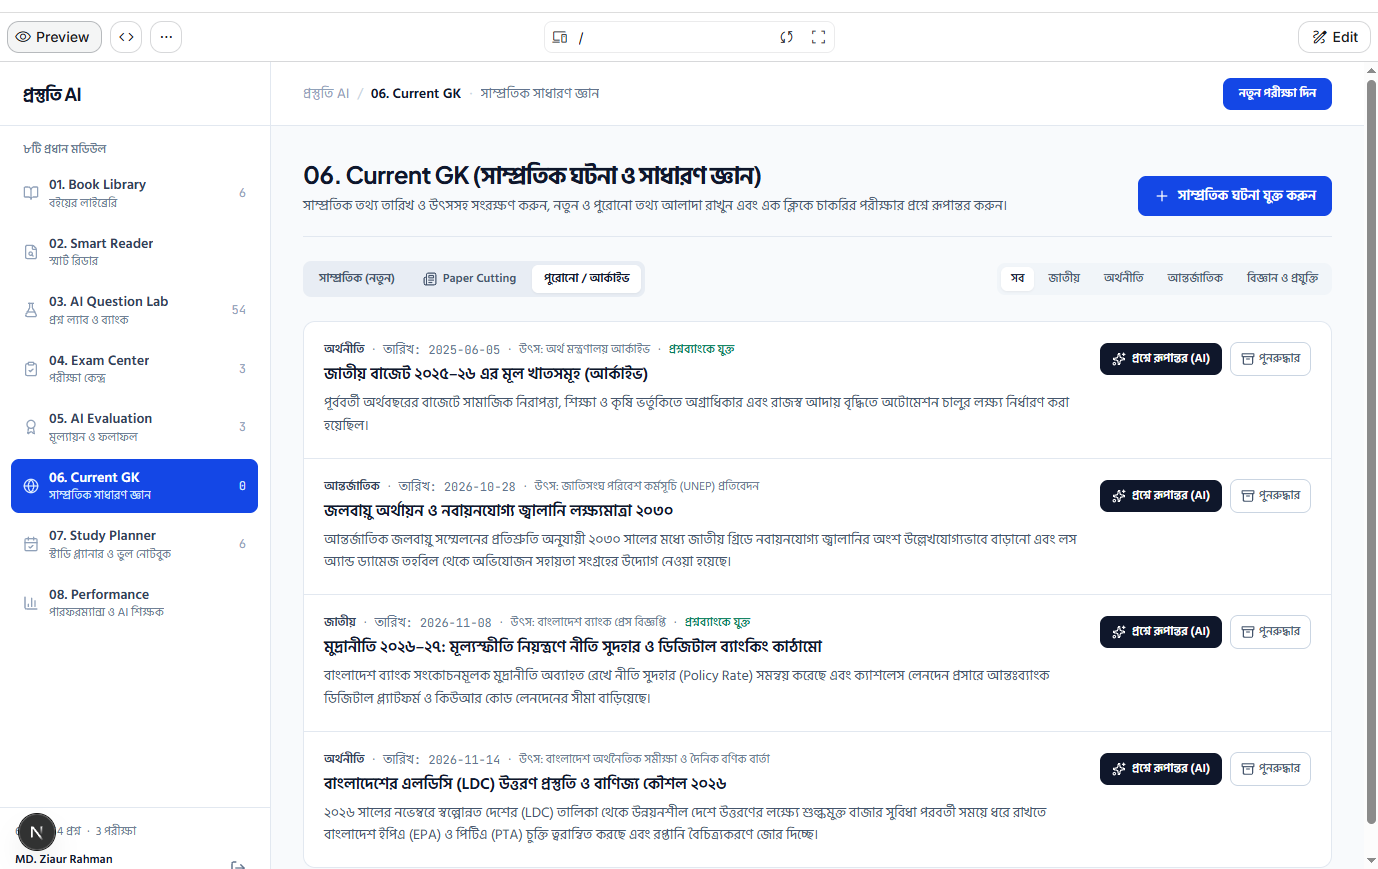 Preview
/
Edit
প্রস্তুতি AI
প্রস্তুতি AI / 06. Current GK · সাম্প্রতিক সাধারণ জ্ঞান
নতুন পরীক্ষা দিন
৮টি প্রধান মডিউল
01. Book Library
বইয়ের লাইব্রেরি
6
02. Smart Reader
স্মার্ট রিডার
03. AI Question Lab
প্রশ্ন ল্যাব ও ব্যাংক
54
04. Exam Center
পরীক্ষা কেন্দ্র
3
05. AI Evaluation
মূল্যায়ন ও ফলাফল
3
06. Current GK
সাম্প্রতিক সাধারণ জ্ঞান
0
07. Study Planner
স্টাডি প্ল্যানার ও ভুল নোটবুক
6
08. Performance
পারফরম্যান্স ও AI শিক্ষক
4 প্রশ্ন · 3 পরীক্ষা
MD. Ziaur Rahman
N
06. Current GK (সাম্প্রতিক ঘটনা ও সাধারণ জ্ঞান)
সাম্প্রতিক তথ্য তারিখ ও উৎসসহ সংরক্ষণ করুন, নতুন ও পুরোনো তথ্য আলাদা রাখুন এবং এক ক্লিকে চাকরির পরীক্ষার প্রশ্নে রূপান্তর করুন।
+ সাম্প্রতিক ঘটনা যুক্ত করুন
সাম্প্রতিক (নতুন) Paper Cutting পুরোনো / আর্কাইভ
সব জাতীয় অর্থনীতি আন্তর্জাতিক বিজ্ঞান ও প্রযুক্তি
অর্থনীতি · তারিখ: 2025-06-05 · উৎস: অর্থ মন্ত্রণালয় আর্কাইভ · প্রশ্নব্যাংকে যুক্ত
জাতীয় বাজেট ২০২৫–২৬ এর মূল খাতসমূহ (আর্কাইভ)
পূর্ববর্তী অর্থবছরের বাজেটে সামাজিক নিরাপত্তা, শিক্ষা ও কৃষি ভর্তুকিতে অগ্রাধিকার এবং রাজস্ব আদায় বৃদ্ধিতে অটোমেশন চালুর লক্ষ্য নির্ধারণ করা
হয়েছিল।
প্রশ্নে রূপান্তর (AI) পুনরুদ্ধার
আন্তর্জাতিক · তারিখ: 2026-10-28 · উৎস: জাতিসংঘ পরিবেশ কর্মসূচি (UNEP) প্রতিবেদন
জলবায়ু অর্থায়ন ও নবায়নযোগ্য জ্বালানি লক্ষ্যমাত্রা ২০৩০
আন্তর্জাতিক জলবায়ু সম্মেলনের প্রতিশ্রুতি অনুযায়ী ২০৩০ সালের মধ্যে জাতীয় গ্রিডে নবায়নযোগ্য জ্বালানির অংশ উল্লেখযোগ্যভাবে বাড়ানো এবং লস
অ্যান্ড ড্যামেজ তহবিল থেকে অভিযোজন সহায়তা সংগ্রহের উদ্যোগ নেওয়া হয়েছে।
প্রশ্নে রূপান্তর (AI) পুনরুদ্ধার
জাতীয় · তারিখ: 2026-11-08 · উৎস: বাংলাদেশ ব্যাংক প্রেস বিজ্ঞপ্তি · প্রশ্নব্যাংকে যুক্ত
মুদ্রানীতি ২০২৬–২৭: মূল্যস্ফীতি নিয়ন্ত্রণে নীতি সুদহার ও ডিজিটাল ব্যাংকিং কাঠামো
বাংলাদেশ ব্যাংক সংকোচনমূলক মুদ্রানীতি অব্যাহত রেখে নীতি সুদহার (Policy Rate) সমন্বয় করেছে এবং ক্যাশলেস লেনদেন প্রসারে আন্তঃব্যাংক
ডিজিটাল প্ল্যাটফর্ম ও কিউআর কোড লেনদেনের সীমা বাড়িয়েছে।
প্রশ্নে রূপান্তর (AI) পুনরুদ্ধার
অর্থনীতি · তারিখ: 2026-11-14 · উৎস: বাংলাদেশ অর্থনৈতিক সমীক্ষা ও দৈনিক বণিক বার্তা
বাংলাদেশের এলডিসি (LDC) উত্তরণ প্রস্তুতি ও বাণিজ্য কৌশল ২০২৬
২০২৬ সালের নভেম্বরে স্বল্পোন্নত দেশের (LDC) তালিকা থেকে উন্নয়নশীল দেশে উত্তরণের লক্ষ্যে শুল্কমুক্ত বাজার সুবিধা পরবর্তী সময়ে ধরে রাখতে
বাংলাদেশ ইপিএ (EPA) ও পিটিএ (PTA) চুক্তি ত্বরান্বিত করছে এবং রপ্তানি বৈচিত্র্যকরণে জোর দিচ্ছে।
প্রশ্নে রূপান্তর (AI) পুনরুদ্ধার